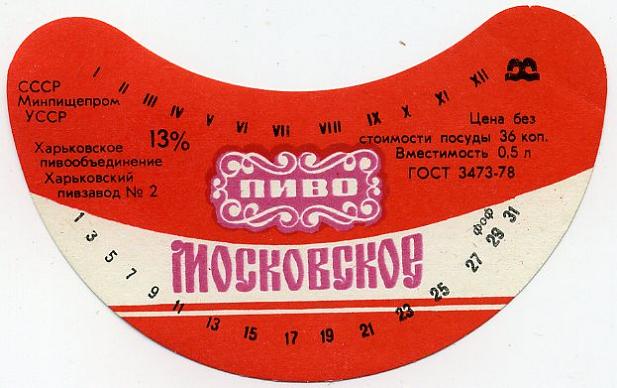 I II III IV V VI VII VIII IX X XI XII
СССР
Минпищепром
УССР
Харьковское
пивообъединение
Харьковский
пивзавод № 2
13%
Цена без
стоимости посуды 36 коп.
Вместимость 0,5 л
ГОСТ 3473-78
ПИВО
МОСКОВСКОЕ
1 3 5 7 9 11 13 15 17 19 21 23 25 27 29 31
фоф